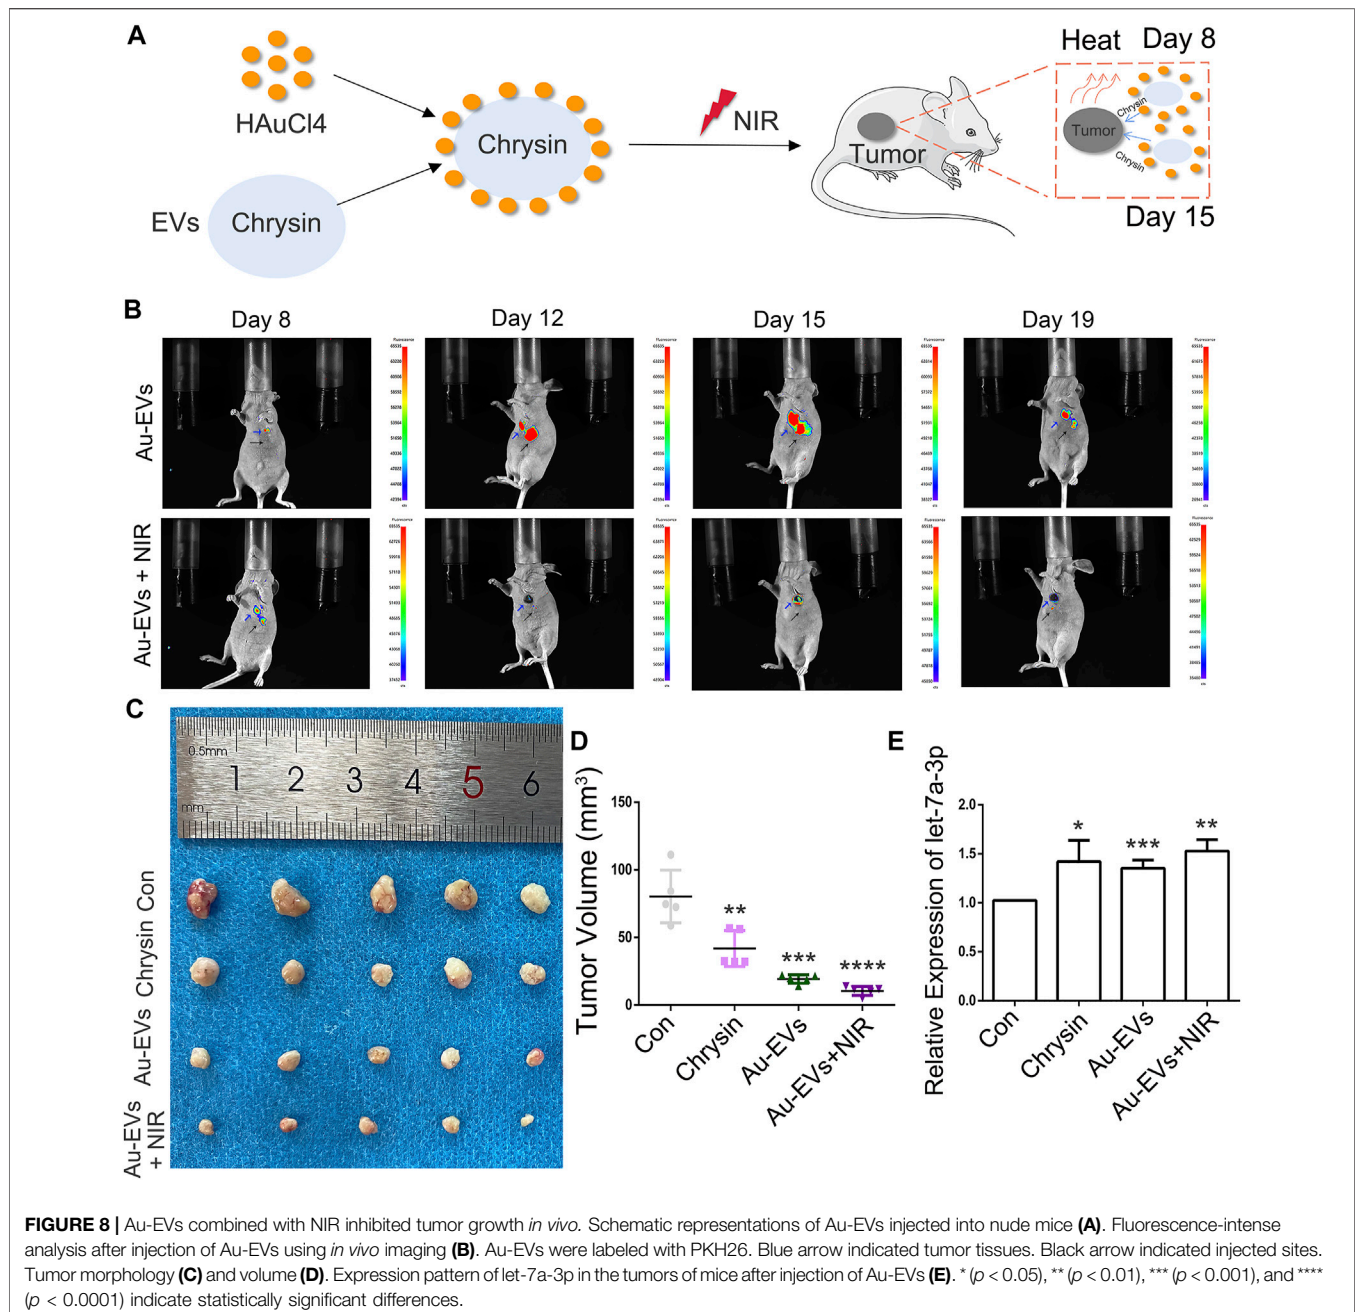 A
HAuCl4
EVs
Chrysin
Chrysin
NIR
Tumor
Heat
Day 8
Chrysin
Tumor
Chrysin
Day 15
B
Day 8
Day 12
Day 15
Day 19
Au-EVs
Au-EVs + NIR
C
0.5mm
1 2 3 4 5 6
mm
Con
Chrysin
Au-EVs
Au-EVs
+ NIR
D
Tumor Volume (mm³)
150
100
50
0
**
***
****
Con
Chrysin
Au-EVs
Au-EVs+NIR
E
Relative Expression of let-7a-3p
2.0
1.5
1.0
0.5
0.0
*
***
**
Con
Chrysin
Au-EVs
Au-EVs+NIR
FIGURE 8 | Au-EVs combined with NIR inhibited tumor growth in vivo. Schematic representations of Au-EVs injected into nude mice (A). Fluorescence-intense
analysis after injection of Au-EVs using in vivo imaging (B). Au-EVs were labeled with PKH26. Blue arrow indicated tumor tissues. Black arrow indicated injected sites.
Tumor morphology (C) and volume (D). Expression pattern of let-7a-3p in the tumors of mice after injection of Au-EVs (E). * (p < 0.05), ** (p < 0.01), *** (p < 0.001), and ****
(p < 0.0001) indicate statistically significant differences.